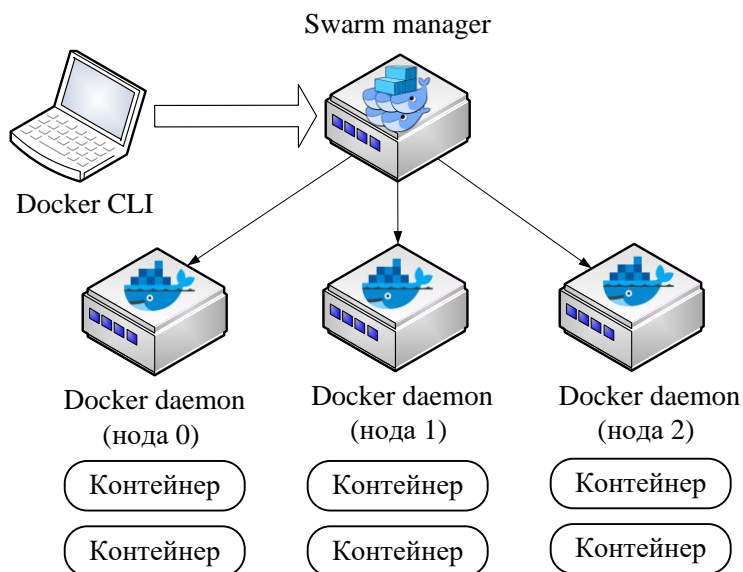 Swarm manager
Docker CLI
Docker daemon
(нода 0)
Docker daemon
(нода 1)
Docker daemon
(нода 2)
Контейнер
Контейнер
Контейнер
Контейнер
Контейнер
Контейнер